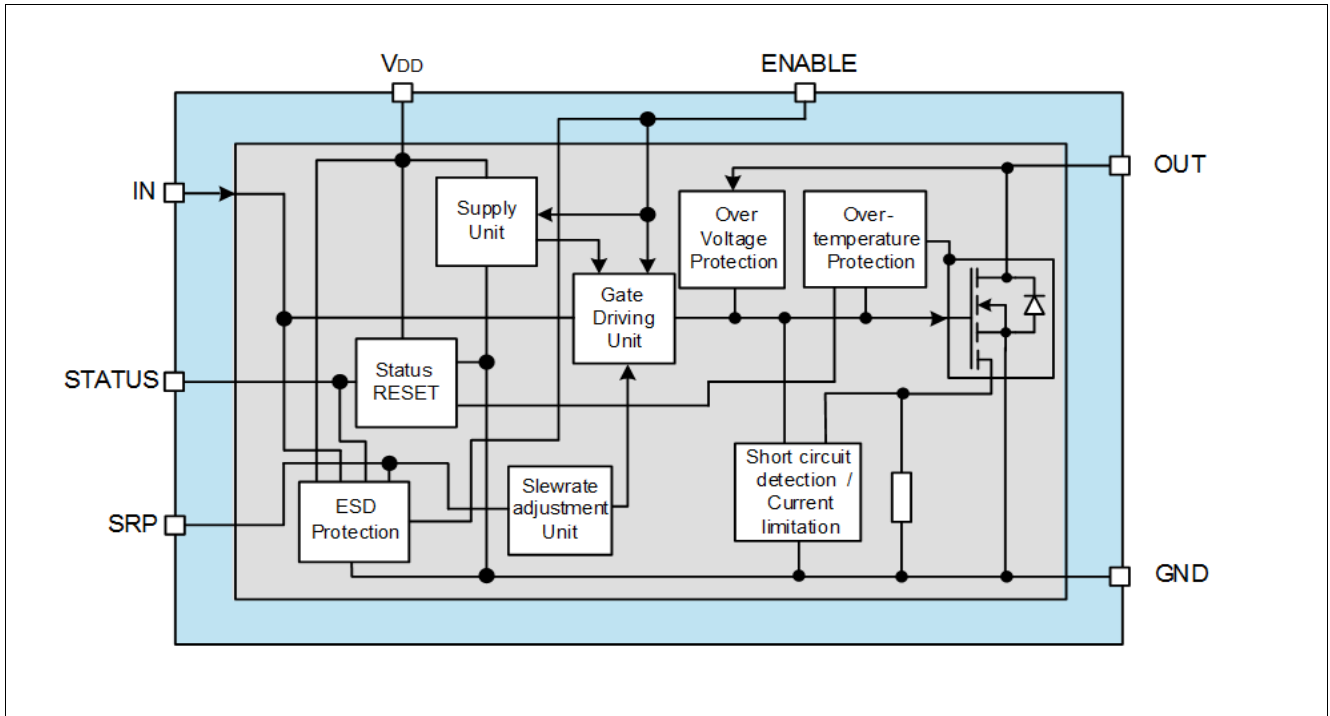 VDD
ENABLE
IN
OUT
Supply
Unit
Over
Voltage
Protection
Over-
temperature
Protection
Gate
Driving
Unit
STATUS
Status
RESET
SRP
ESD
Protection
Slewrate
adjustment
Unit
Short circuit
detection /
Current
limitation
GND